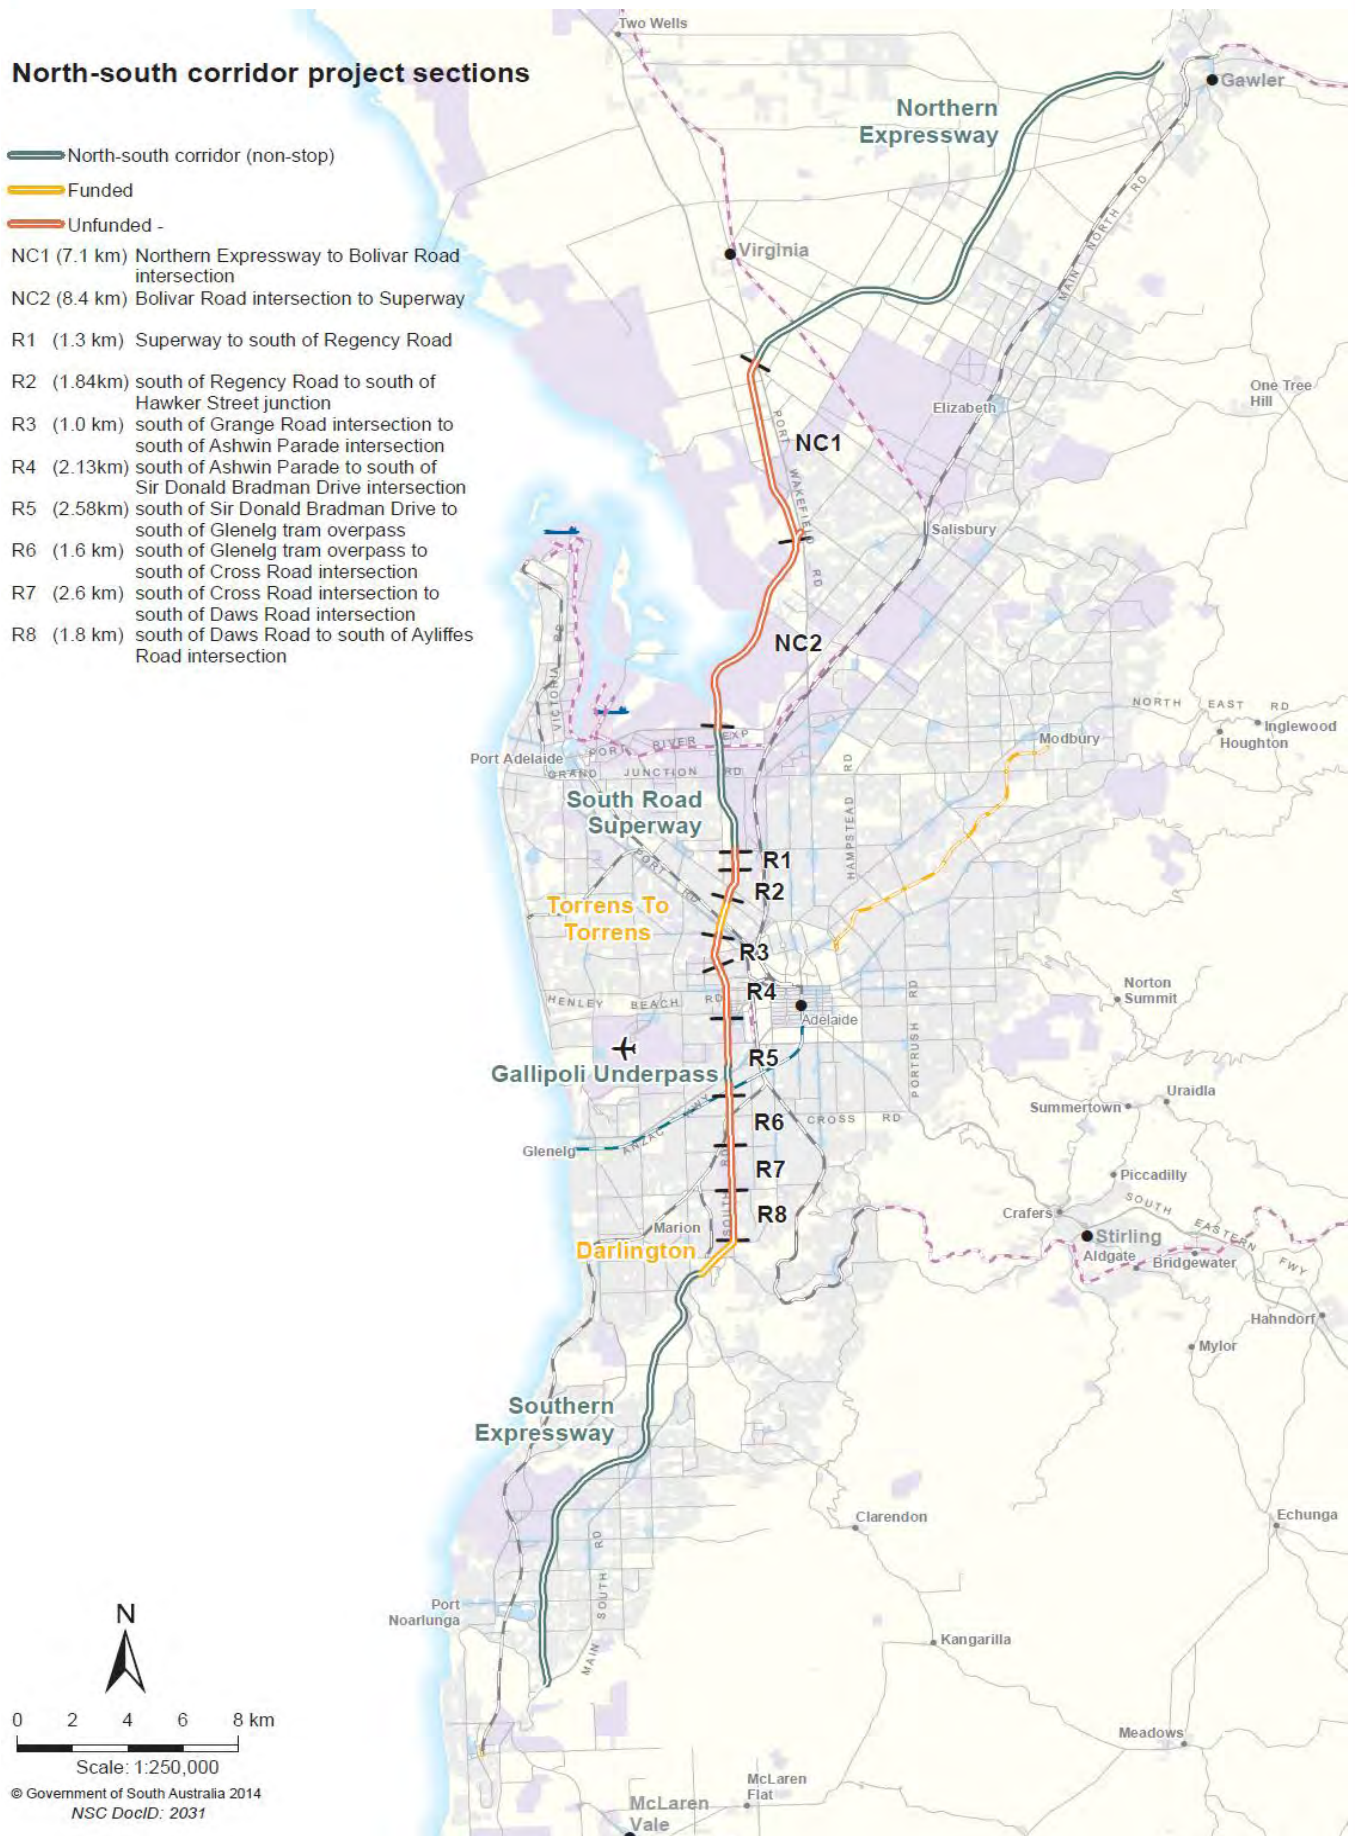 Two Wells
North-south corridor project sections
Gawler
Northern
Expressway
North-south corridor (non-stop)
Funded
Unfunded -
NC1 (7.1 km) Northern Expressway to Bolivar Road
intersection
NC2 (8.4 km) Bolivar Road intersection to Superway
R1 (1.3 km) Superway to south of Regency Road
R2 (1.84km) south of Regency Road to south of
Hawker Street junction
R3 (1.0 km) south of Grange Road intersection to
south of Ashwin Parade intersection
R4 (2.13km) south of Ashwin Parade to south of
Sir Donald Bradman Drive intersection
R5 (2.58km) south of Sir Donald Bradman Drive to
south of Glenelg tram overpass
R6 (1.6 km) south of Glenelg tram overpass to
south of Cross Road intersection
R7 (2.6 km) south of Cross Road intersection to
south of Daws Road intersection
R8 (1.8 km) south of Daws Road to south of Ayliffes
Road intersection
MAIN NORTH RD
Virginia
One Tree
Hill
Elizabeth
PORT WAKEFIELD RD
NC1
Salisbury
NC2
VICTORIA RD
NORTH EAST RD
Inglewood
Houghton
Modbury
PORT RIVER EXP
Port Adelaide
GRAND JUNCTION RD
HAMPSTEAD RD
South Road
Superway
PORT RD
R1
R2
Torrens To
Torrens
R3
R4
HENLEY BEACH RD
Norton
Summit
Adelaide
PORTRUSH RD
R5
Gallipoli Underpass
Uraidla
Summertown
ANZAC HWY
R6
CROSS RD
Glenelg
R7
Piccadilly
SOUTH RD
SOUTH EASTERN FWY
Crafers
R8
Marion
Stirling
Darlington
Aldgate
Bridgewater
Hahndorf
Mylor
Southern
Expressway
Clarendon
Echunga
MAIN SOUTH RD
Port
Noarlunga
N
Kangarilla
0 2 4 6 8 km
Scale: 1:250,000
Meadows
© Government of South Australia 2014
NSC DocID: 2031
McLaren
Flat
McLaren
Vale